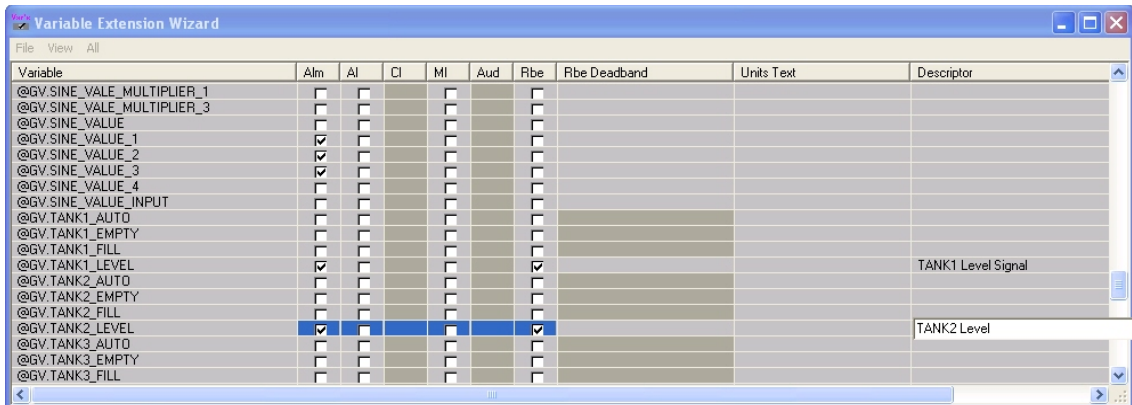 Variable Extension Wizard
File View All
Variable Alm AI CI MI Aud Rbe Rbe Deadband Units Text Descriptor
@GV.SINE_VALE_MULTIPLIER_1
@GV.SINE_VALE_MULTIPLIER_3
@GV.SINE_VALUE
@GV.SINE_VALUE_1
@GV.SINE_VALUE_2
@GV.SINE_VALUE_3
@GV.SINE_VALUE_4
@GV.SINE_VALUE_INPUT
@GV.TANK1_AUTO
@GV.TANK1_EMPTY
@GV.TANK1_FILL
@GV.TANK1_LEVEL TANK1 Level Signal
@GV.TANK2_AUTO
@GV.TANK2_EMPTY
@GV.TANK2_FILL
@GV.TANK2_LEVEL TANK2 Level
@GV.TANK3_AUTO
@GV.TANK3_EMPTY
@GV.TANK3_FILL